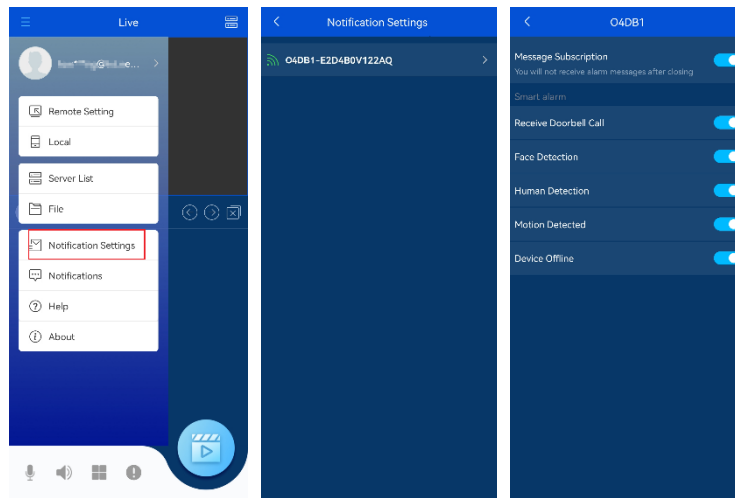 Live
Remote Setting
Local
Server List
File
Notification Settings
Notifications
Help
About
Notification Settings
O4DB1-E2D4B0V122AQ
O4DB1
Message Subscription
You will not receive alarm messages after closing
Smart alarm
Receive Doorbell Call
Face Detection
Human Detection
Motion Detected
Device Offline